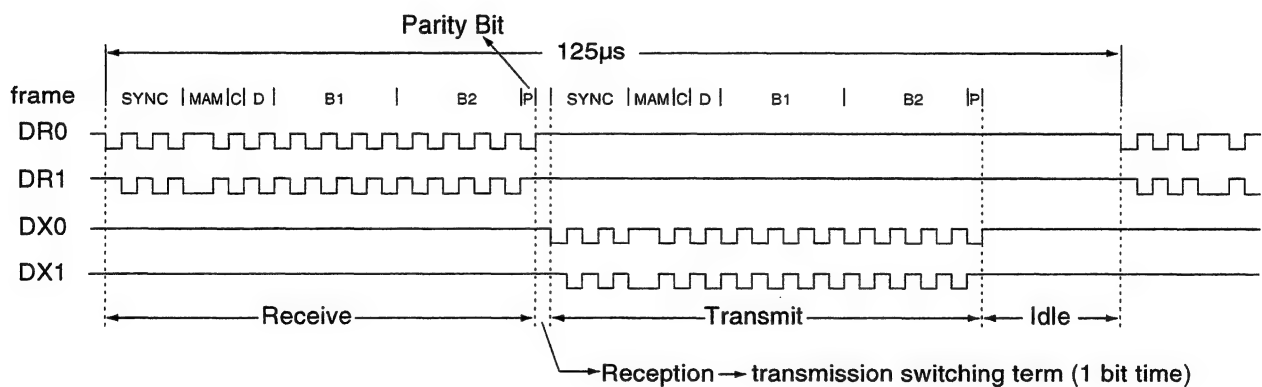 Parity Bit
125µs
frame SYNC MAM C D B1 B2 P SYNC MAM C D B1 B2 P
DR0
DR1
DX0
DX1
Receive Transmit Idle
Reception → transmission switching term (1 bit time)